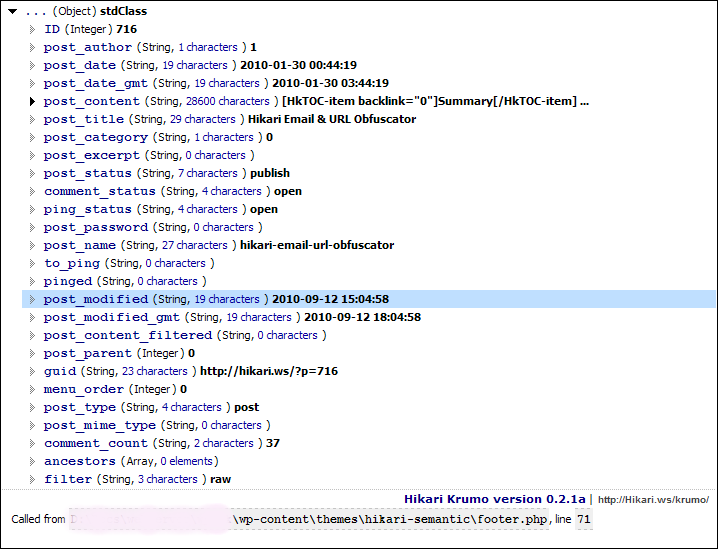 ... (Object) stdClass
ID (Integer) 716
post_author (String, 1 characters ) 1
post_date (String, 19 characters ) 2010-01-30 00:44:19
post_date_gmt (String, 19 characters ) 2010-01-30 03:44:19
post_content (String, 28600 characters ) [HkTOC-item backlink="0"]Summary[/HkTOC-item] ...
post_title (String, 29 characters ) Hikari Email & URL Obfuscator
post_category (String, 1 characters ) 0
post_excerpt (String, 0 characters )
post_status (String, 7 characters ) publish
comment_status (String, 4 characters ) open
ping_status (String, 4 characters ) open
post_password (String, 0 characters )
post_name (String, 27 characters ) hikari-email-url-obfuscator
to_ping (String, 0 characters )
pinged (String, 0 characters )
post_modified (String, 19 characters ) 2010-09-12 15:04:58
post_modified_gmt (String, 19 characters ) 2010-09-12 18:04:58
post_content_filtered (String, 0 characters )
post_parent (Integer) 0
guid (String, 23 characters ) http://hikari.ws/?p=716
menu_order (Integer) 0
post_type (String, 4 characters ) post
post_mime_type (String, 0 characters )
comment_count (String, 2 characters ) 37
ancestors (Array, 0 elements)
filter (String, 3 characters ) raw
Hikari Krumo version 0.2.1a | http://Hikari.ws/krumo/
Called from \wp-content\themes\hikari-semantic\footer.php, line 71